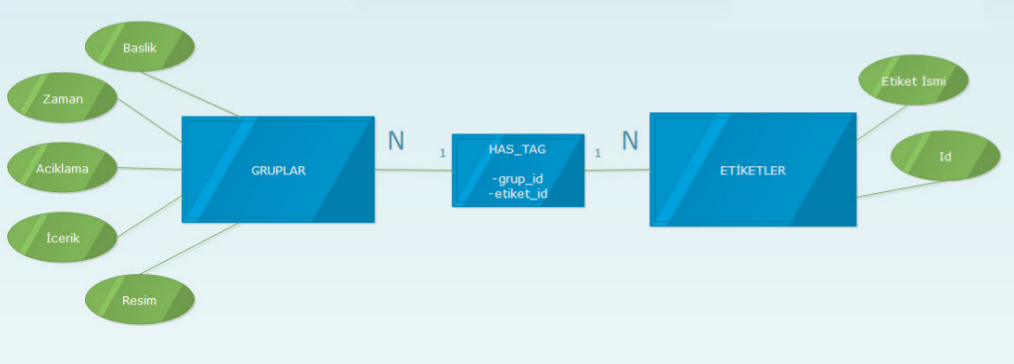 Baslik
Zaman
Aciklama
İcerik
Resim
GRUPLAR
N
1
HAS_TAG
-grup_id
-etiket_id
1
N
ETİKETLER
Etiket İsmi
Id